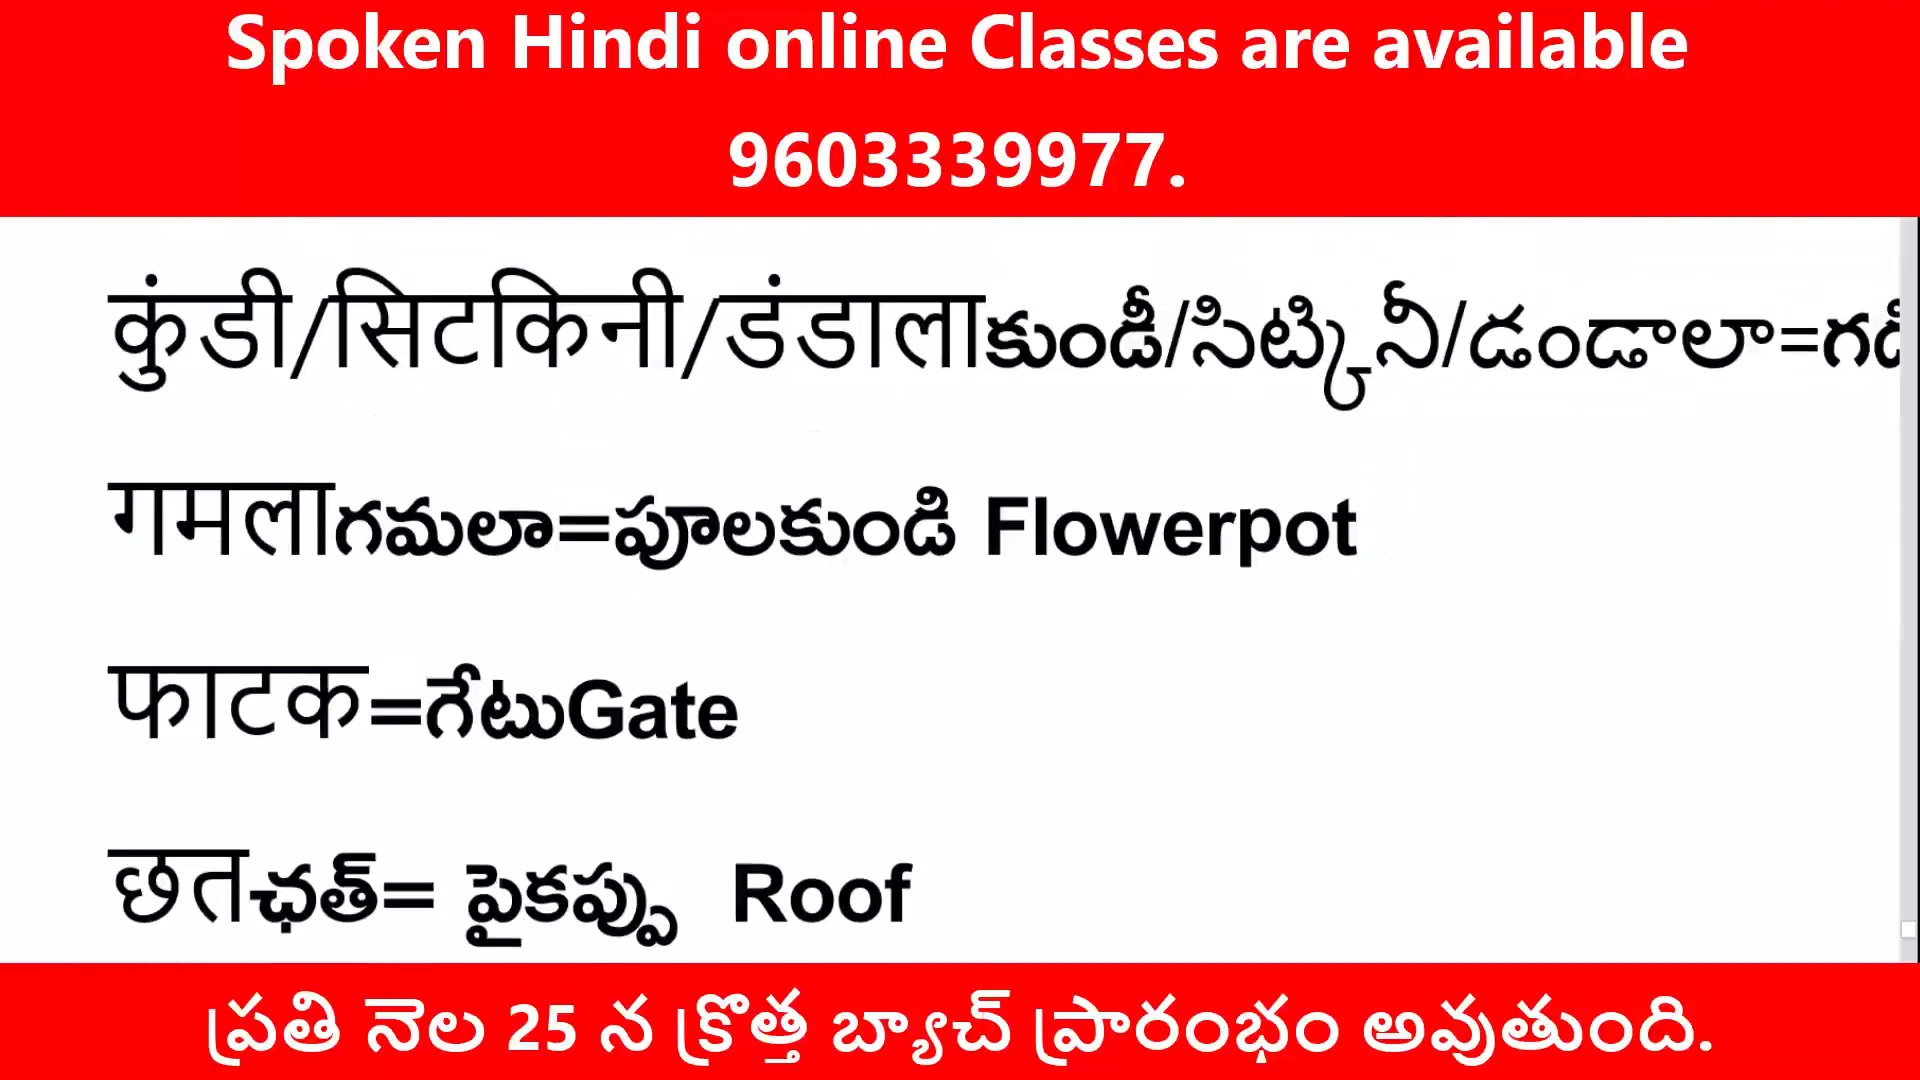 Spoken Hindi online Classes are available
9603339977.
कुंडी/सिटकिनी/डंडालाకుండీ/సిట్కినీ/డండాలా=గడి
गमलाగమలా=పూలకుండి Flowerpot
फाटक=గేటుGate
छतఛత్= పైకప్పు Roof
ప్రతి నెల 25 న క్రొత్త బ్యాచ్ ప్రారంభం అవుతుంది.